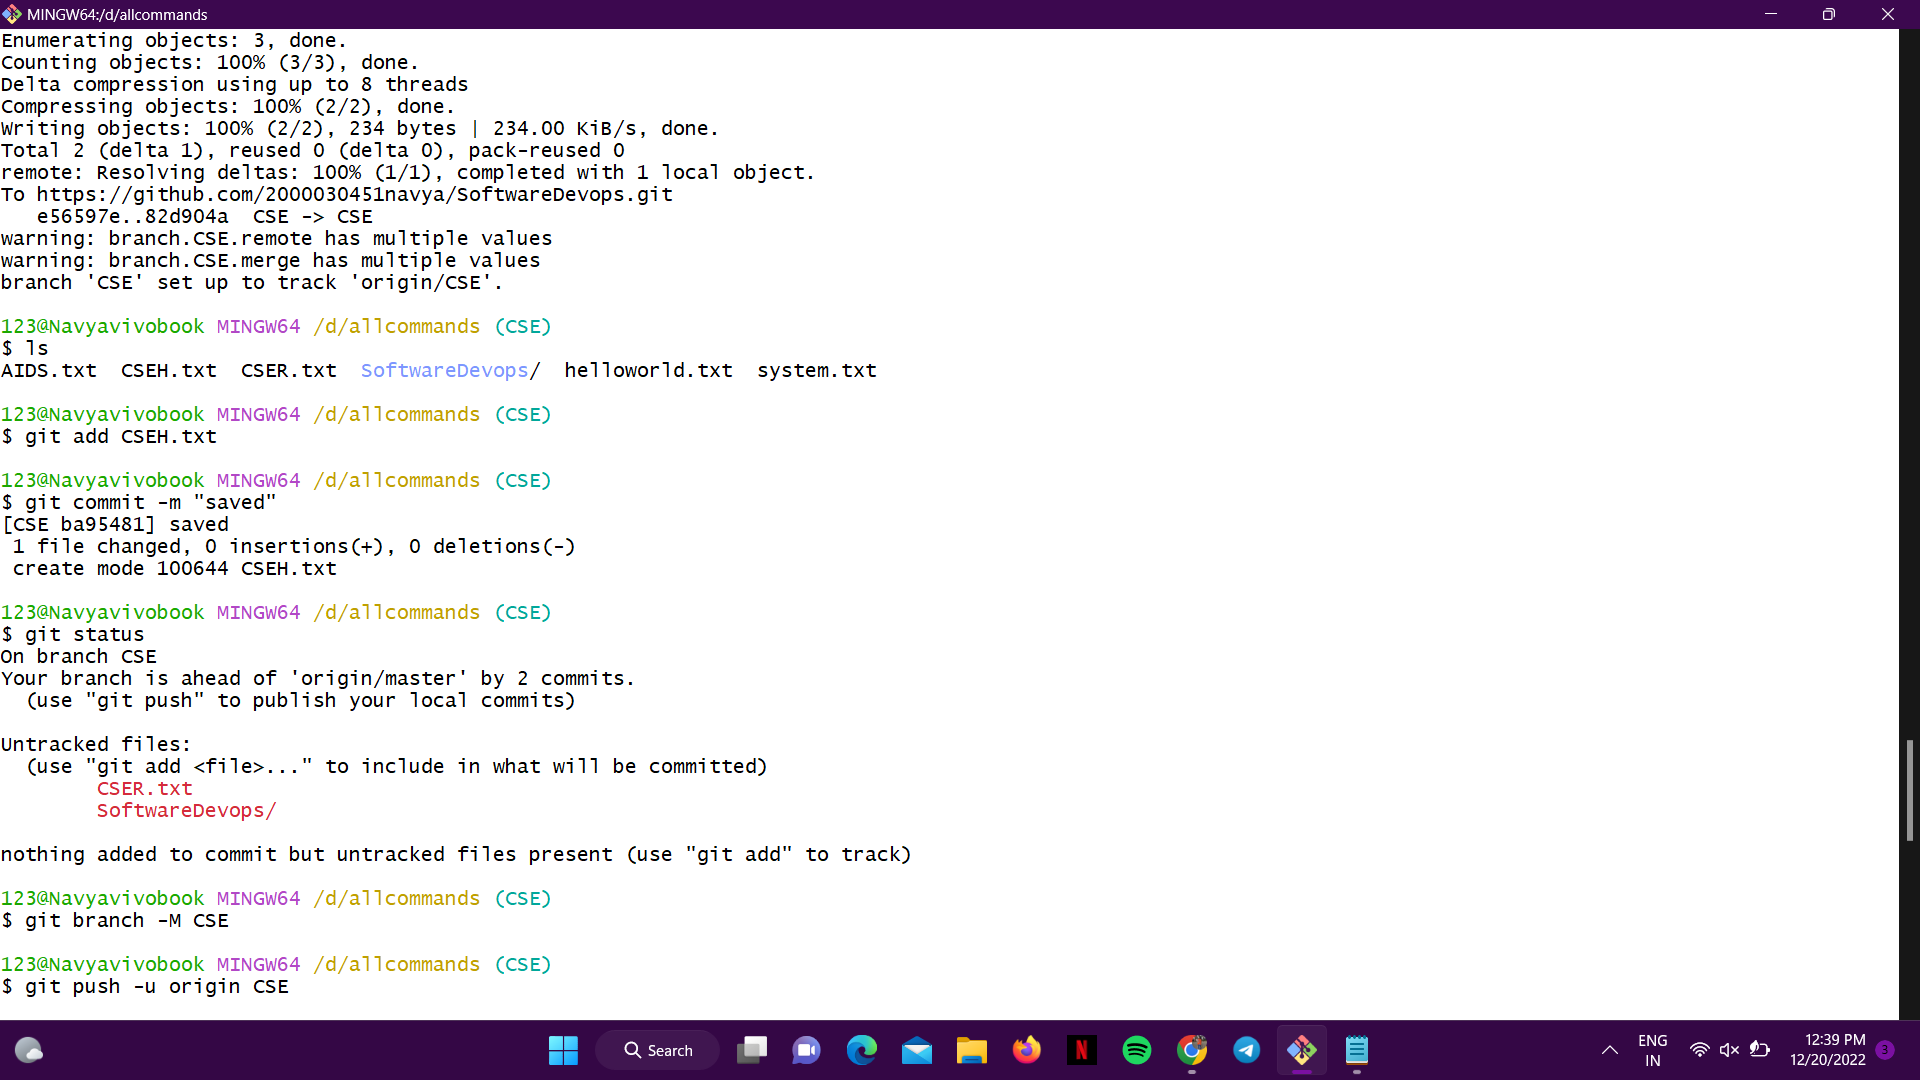 MINGW64:/d/allcommands
Enumerating objects: 3, done.
Counting objects: 100% (3/3), done.
Delta compression using up to 8 threads
Compressing objects: 100% (2/2), done.
Writing objects: 100% (2/2), 234 bytes | 234.00 KiB/s, done.
Total 2 (delta 1), reused 0 (delta 0), pack-reused 0
remote: Resolving deltas: 100% (1/1), completed with 1 local object.
To https://github.com/2000030451navya/SoftwareDevops.git
   e56597e..82d904a  CSE -> CSE
warning: branch.CSE.remote has multiple values
warning: branch.CSE.merge has multiple values
branch 'CSE' set up to track 'origin/CSE'.
123@Navyavivobook MINGW64 /d/allcommands (CSE)
$ ls
AIDS.txt  CSEH.txt  CSER.txt  SoftwareDevops/  helloworld.txt  system.txt
123@Navyavivobook MINGW64 /d/allcommands (CSE)
$ git add CSEH.txt
123@Navyavivobook MINGW64 /d/allcommands (CSE)
$ git commit -m "saved"
[CSE ba95481] saved
 1 file changed, 0 insertions(+), 0 deletions(-)
 create mode 100644 CSEH.txt
123@Navyavivobook MINGW64 /d/allcommands (CSE)
$ git status
On branch CSE
Your branch is ahead of 'origin/master' by 2 commits.
  (use "git push" to publish your local commits)
Untracked files:
  (use "git add <file>..." to include in what will be committed)
        CSER.txt
        SoftwareDevops/
nothing added to commit but untracked files present (use "git add" to track)
123@Navyavivobook MINGW64 /d/allcommands (CSE)
$ git branch -M CSE
123@Navyavivobook MINGW64 /d/allcommands (CSE)
$ git push -u origin CSE
Search
N
ENG
IN
12:39 PM
12/20/2022
3